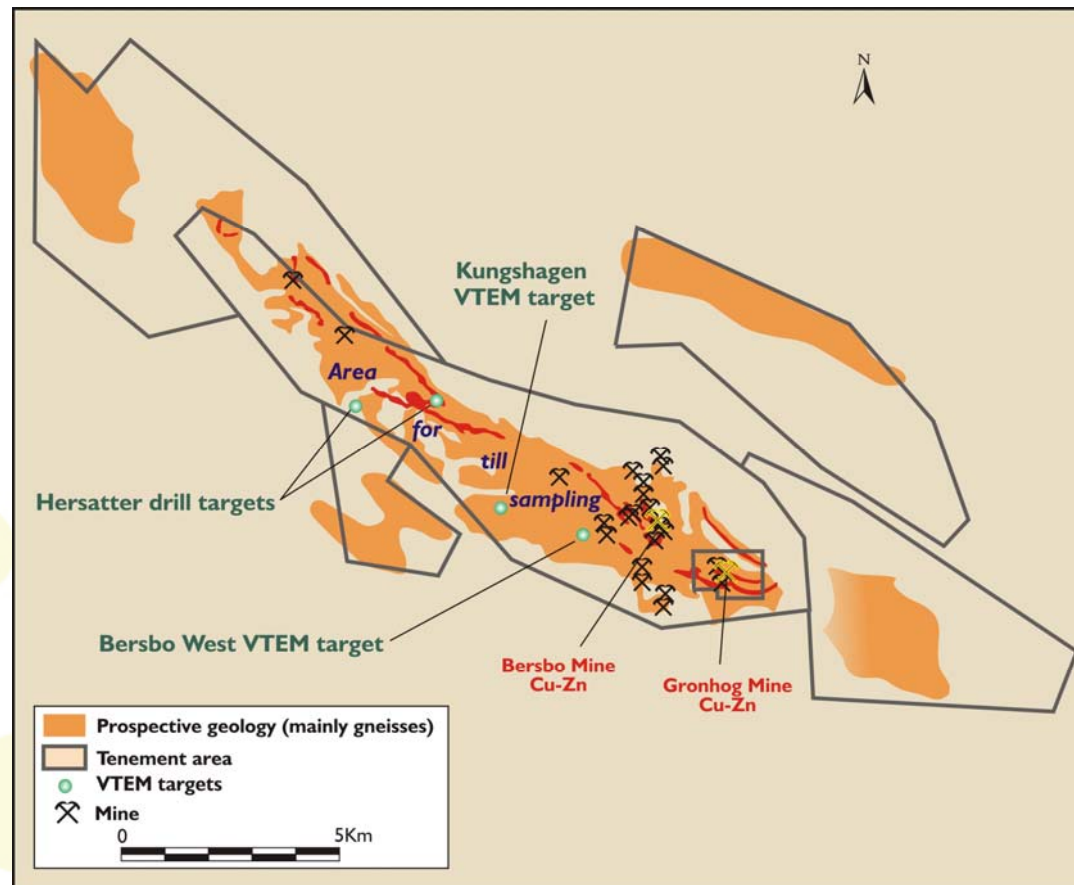 N
Kungshagen
VTEM target
Area
for
till
sampling
Hersatter drill targets
Bersbo West VTEM target
Bersbo Mine
Cu-Zn
Gronhog Mine
Cu-Zn
Prospective geology (mainly gneisses)
Tenement area
VTEM targets
Mine
0 5Km